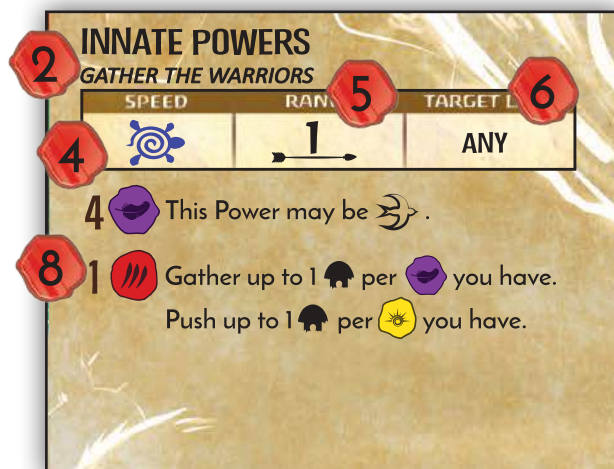 INNATE POWERS
2
GATHER THE WARRIORS
5
6
SPEED RAN TARGET L
4
1 ANY
4 This Power may be .
8
1 Gather up to 1 per you have.
Push up to 1 per you have.